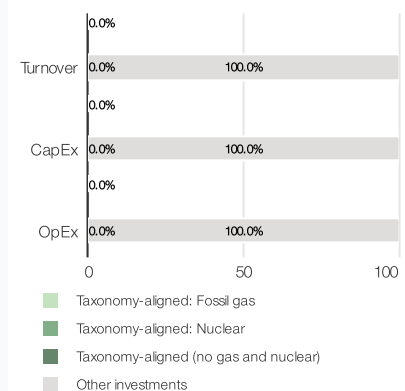 0.0%
Turnover 0.0% 100.0%
0.0%
CapEx 0.0% 100.0%
0.0%
OpEx 0.0% 100.0%
0 50 100
Taxonomy-aligned: Fossil gas
Taxonomy-aligned: Nuclear
Taxonomy-aligned (no gas and nuclear)
Other investments